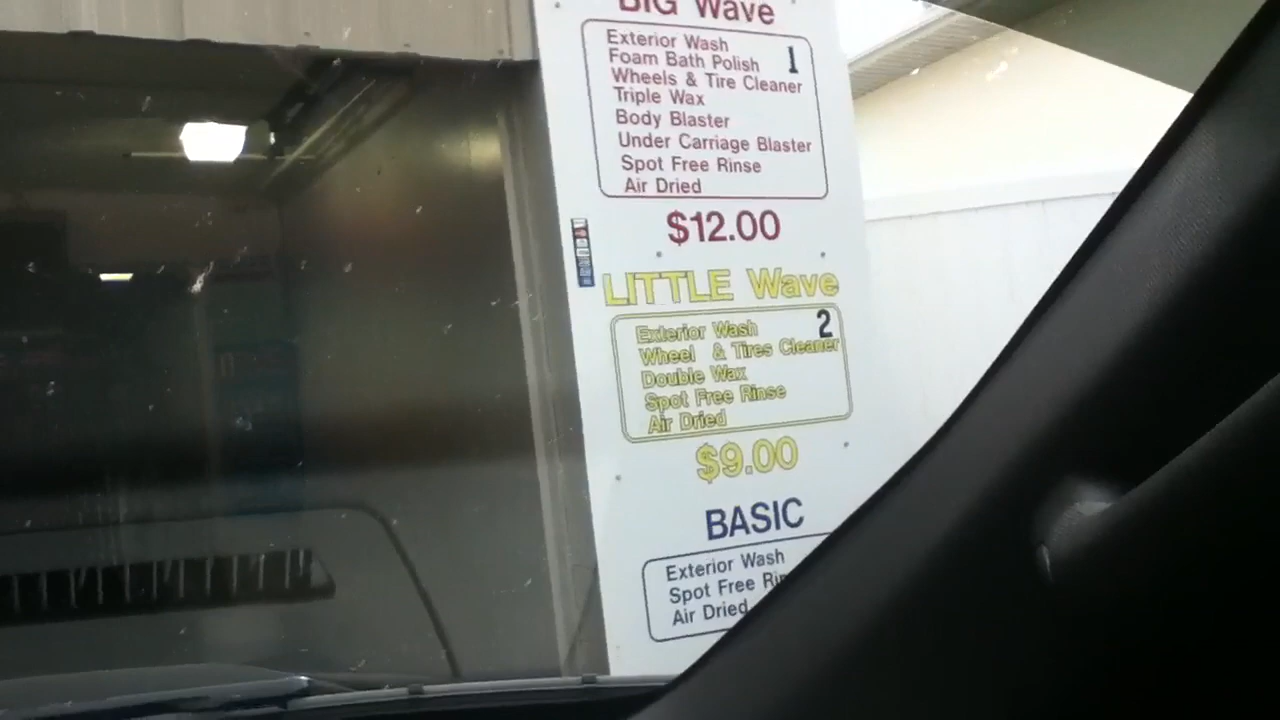 BIG Wave
Exterior Wash
1
Foam Bath Polish
Wheels & Tire Cleaner
Triple Wax
Body Blaster
Under Carriage Blaster
Spot Free Rinse
Air Dried
$12.00
LITTLE Wave
Exterior Wash
2
Wheel & Tires Cleaner
Double Wax
Spot Free Rinse
Air Dried
$9.00
BASIC
Exterior Wash
Spot Free
Air Dried